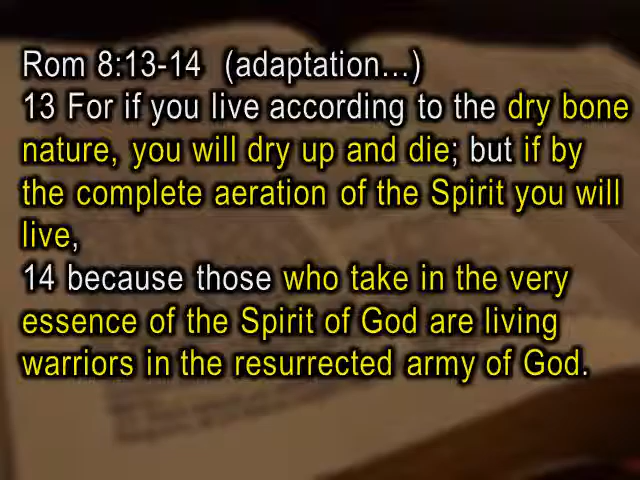 Rom 8:13-14 (adaptation...)
13 For if you live according to the dry bone
nature, you will dry up and die; but if by
the complete aeration of the Spirit you will
live,
14 because those who take in the very
essence of the Spirit of God are living
warriors in the resurrected army of God.